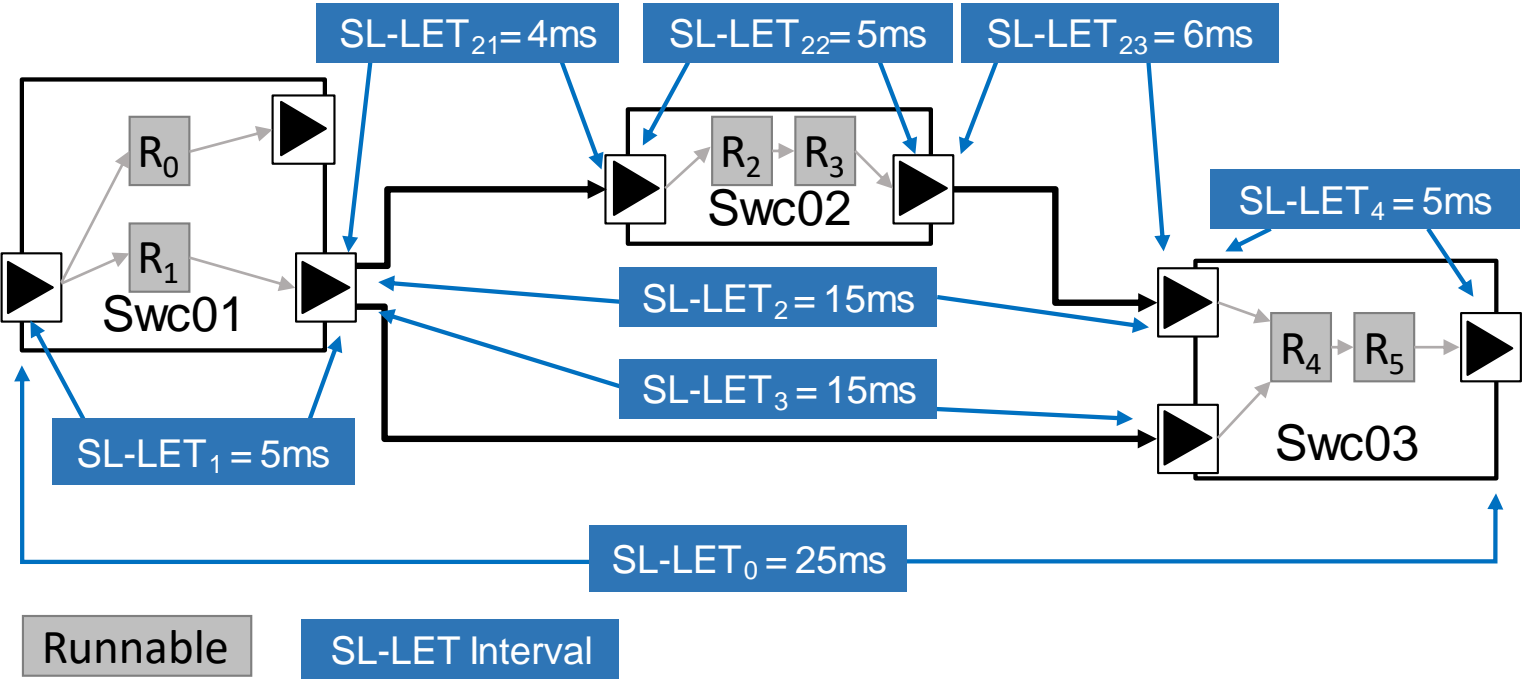 SL-LET₂₁= 4ms
SL-LET₂₂= 5ms
SL-LET₂₃ = 6ms
R₀
R₁
Swc01
R₂
R₃
Swc02
SL-LET₄ = 5ms
SL-LET₂ = 15ms
SL-LET₃ = 15ms
R₄
R₅
Swc03
SL-LET₁ = 5ms
SL-LET₀ = 25ms
Runnable
SL-LET Interval